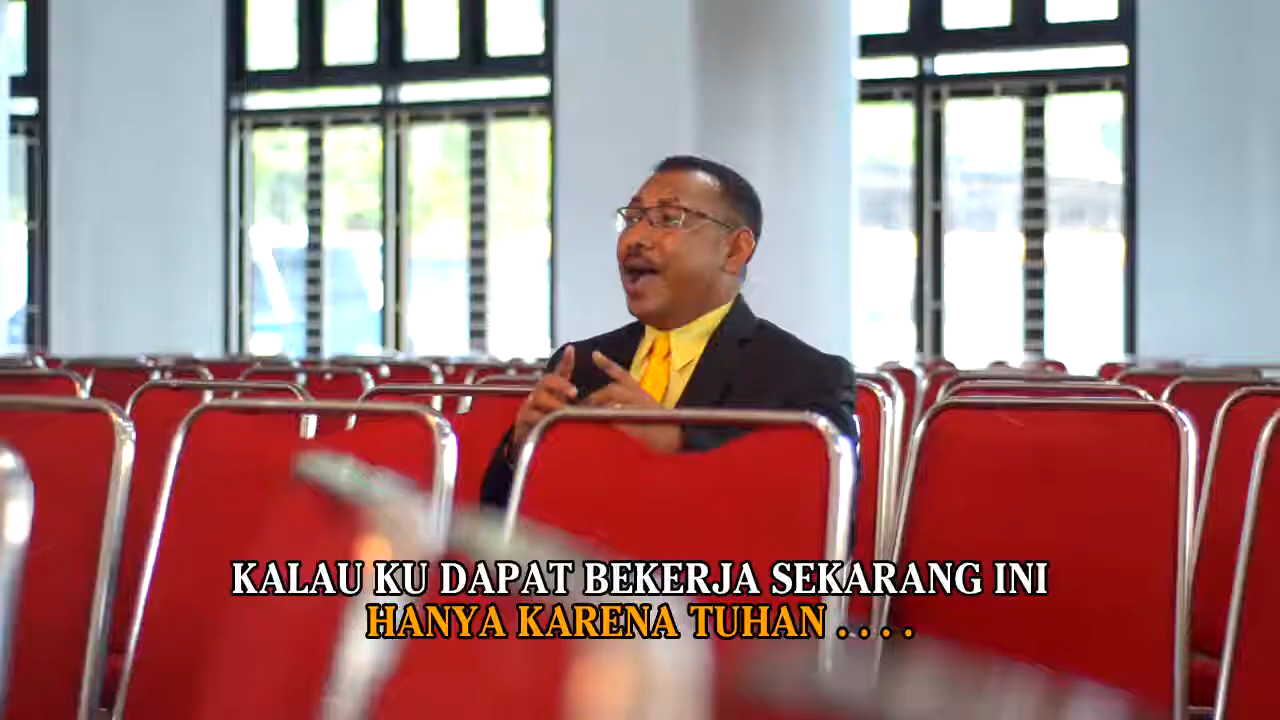 KALAU KU DAPAT BEKERJA SEKARANG INI
HANYA KARENA TUHAN . . . .